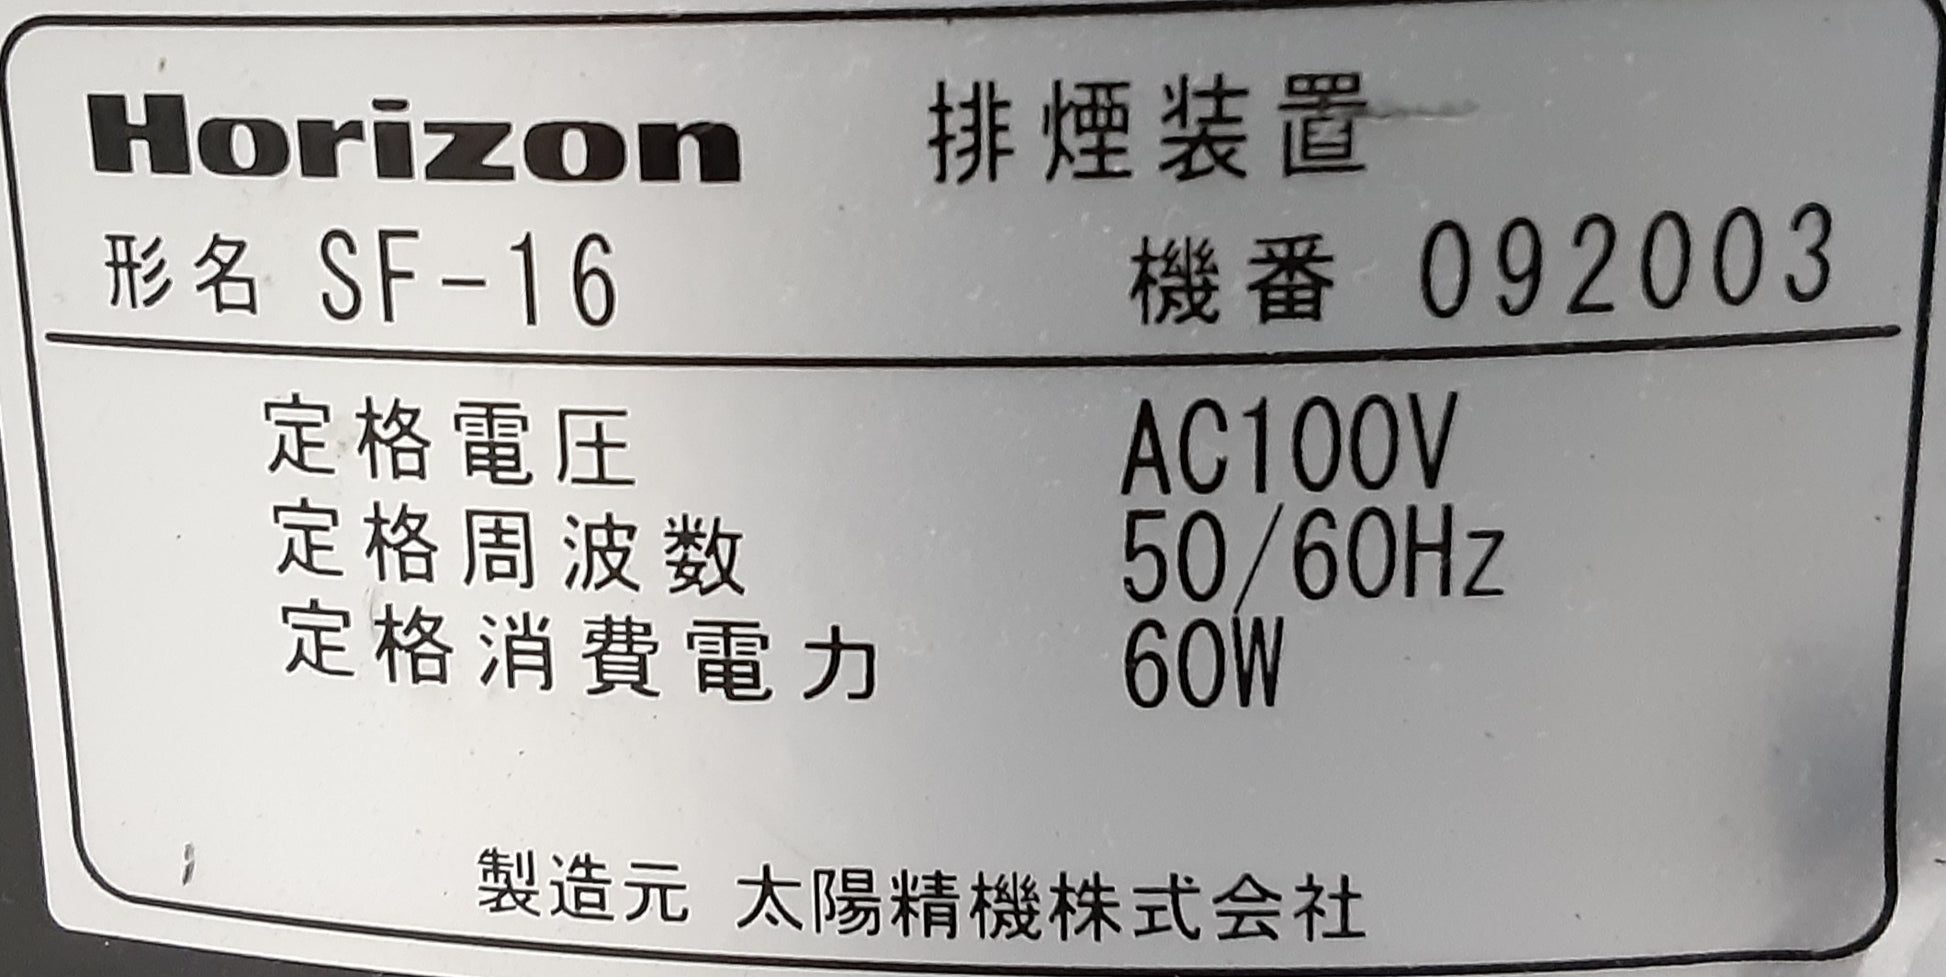 Horizon 排煙装置
形名 SF-16 機番 092003
定格電圧 AC100V
定格周波数 50/60Hz
定格消費電力 60W
製造元 太陽精機株式会社